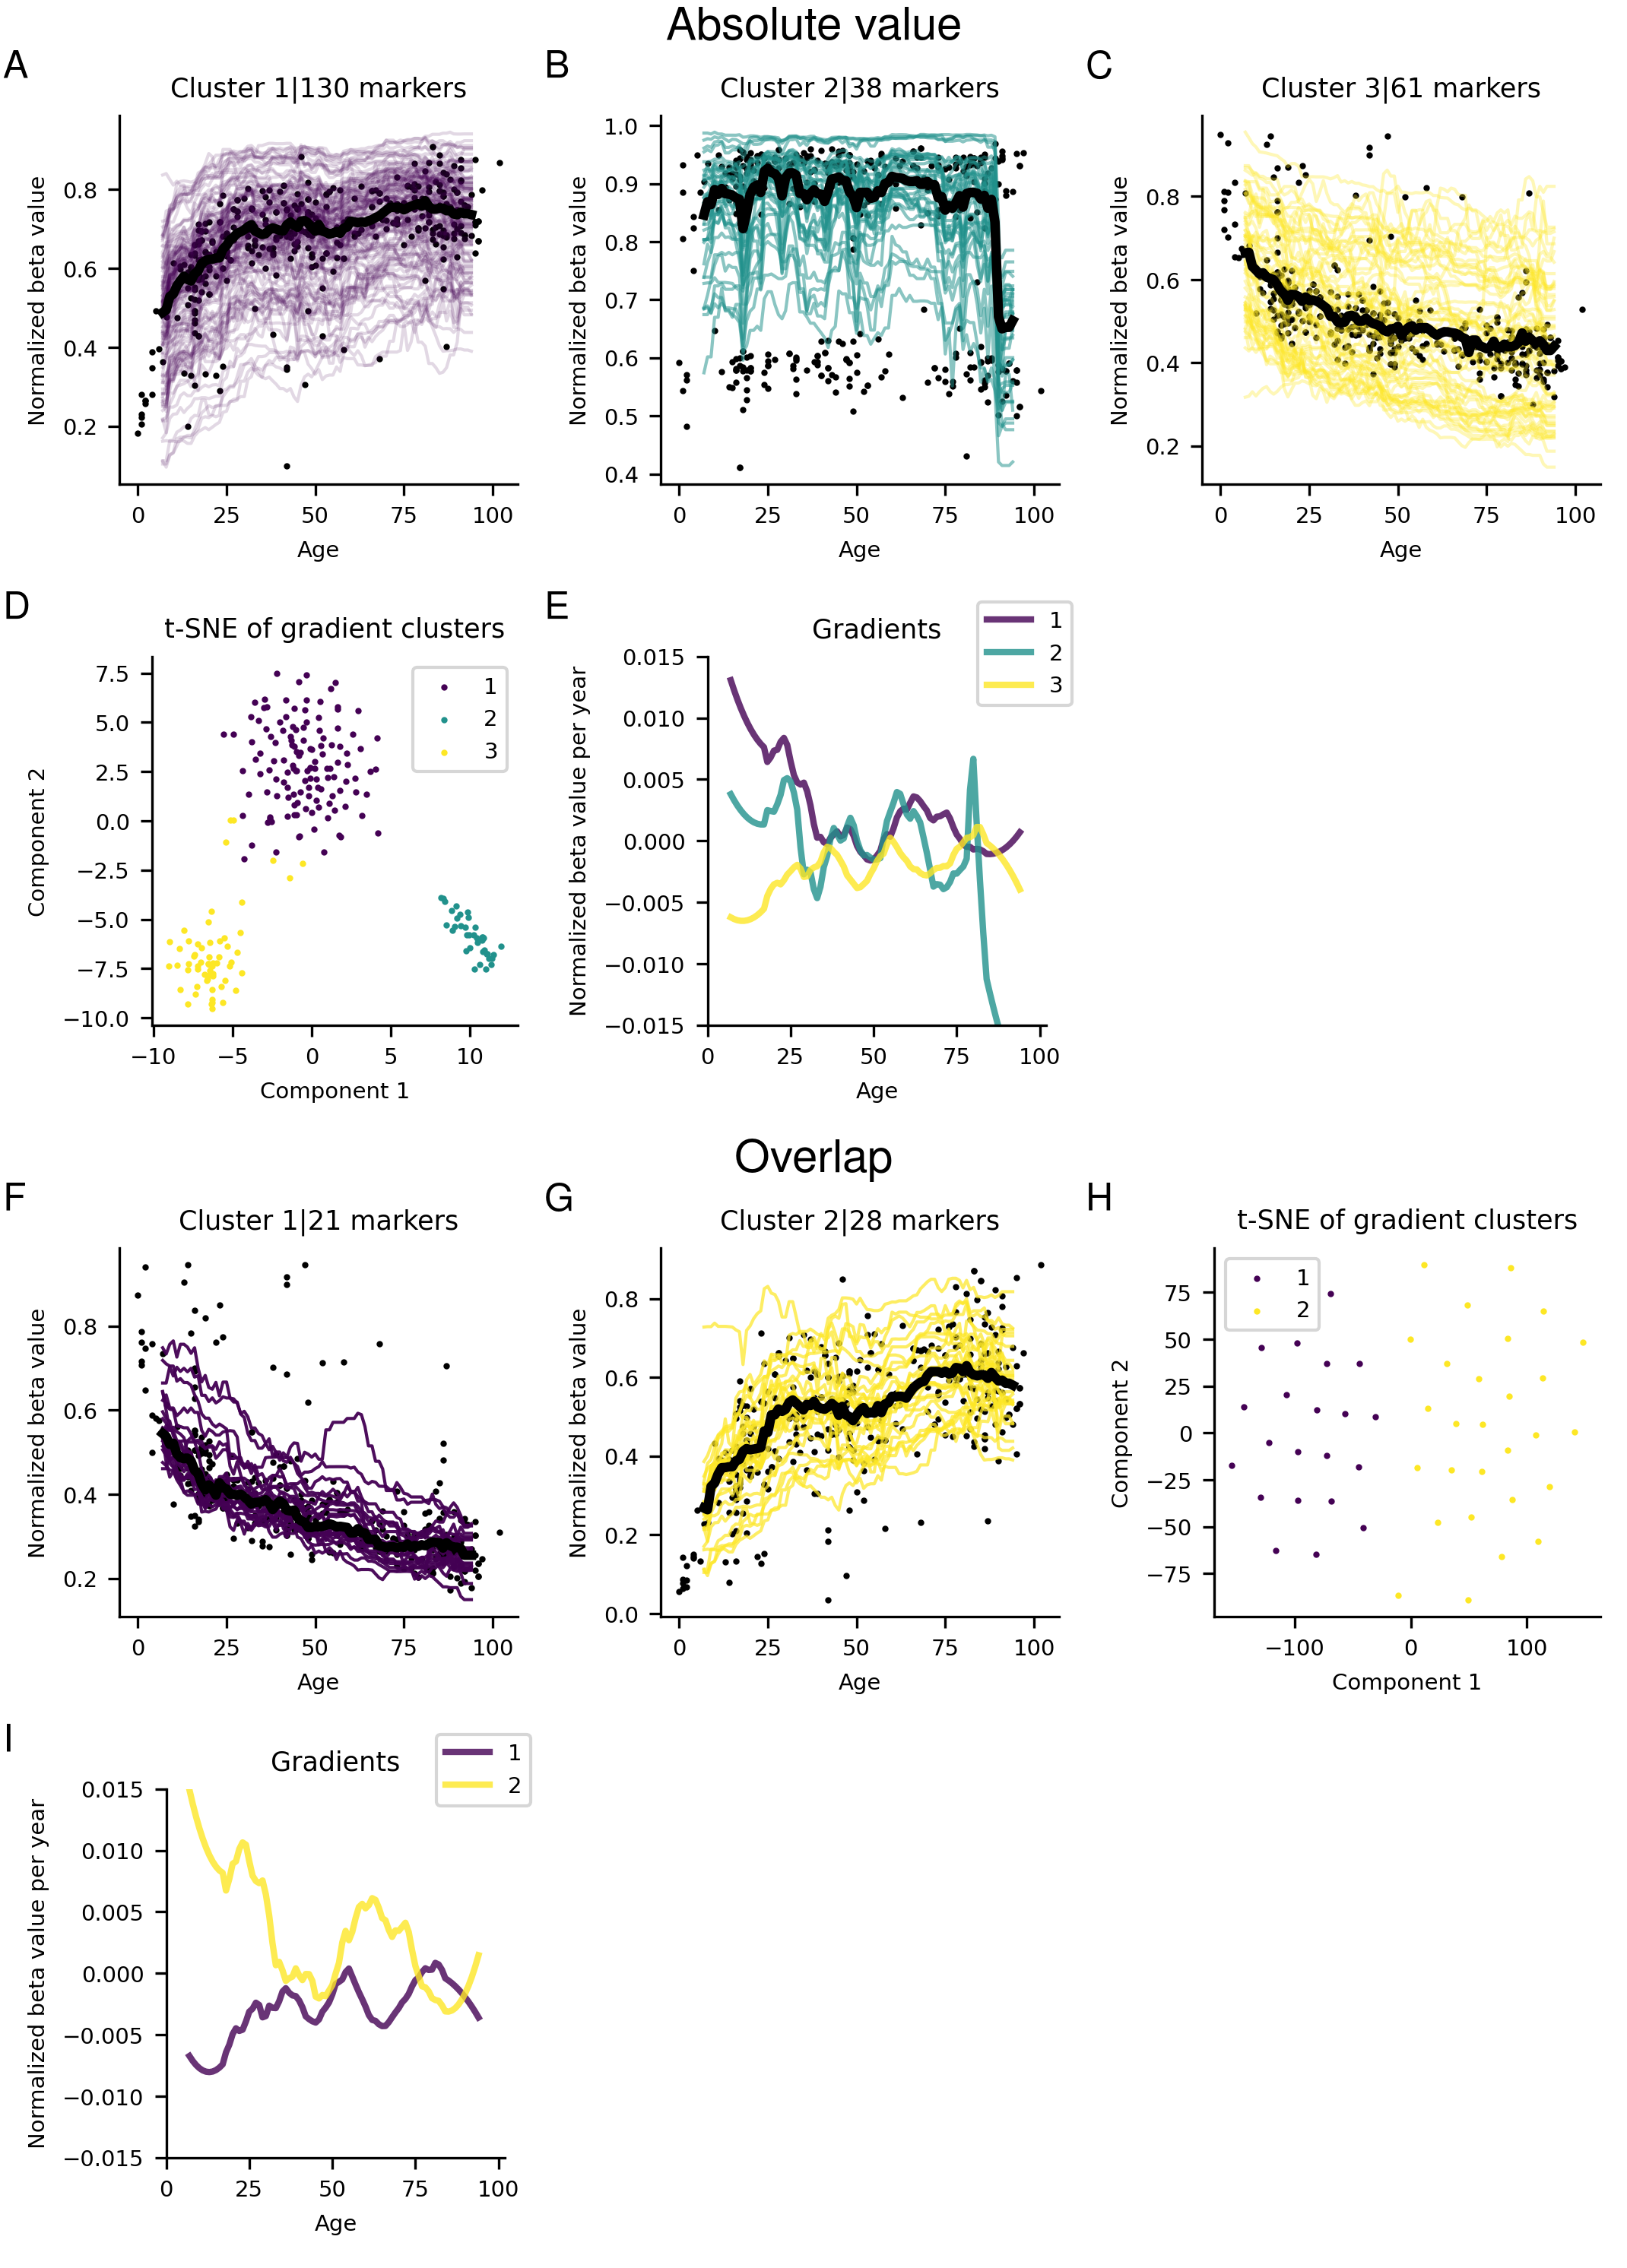 Absolute value
A
Cluster 1|130 markers
Normalized beta value
0.8
0.6
0.4
0.2
0 25 50 75 100
Age
B
Cluster 2|38 markers
Normalized beta value
1.0
0.9
0.8
0.7
0.6
0.5
0.4
0 25 50 75 100
Age
C
Cluster 3|61 markers
Normalized beta value
0.8
0.6
0.4
0.2
0 25 50 75 100
Age
D
t-SNE of gradient clusters
1
2
3
Component 2
7.5
5.0
2.5
0.0
−2.5
−5.0
−7.5
−10.0
−10 −5 0 5 10
Component 1
E
Gradients
1
2
3
Normalized beta value per year
0.015
0.010
0.005
0.000
−0.005
−0.010
−0.015
0 25 50 75 100
Age
Overlap
F
Cluster 1|21 markers
Normalized beta value
0.8
0.6
0.4
0.2
0 25 50 75 100
Age
G
Cluster 2|28 markers
Normalized beta value
0.8
0.6
0.4
0.2
0.0
0 25 50 75 100
Age
H
t-SNE of gradient clusters
1
2
Component 2
75
50
25
0
−25
−50
−75
−100 0 100
Component 1
I
Gradients
1
2
Normalized beta value per year
0.015
0.010
0.005
0.000
−0.005
−0.010
−0.015
0 25 50 75 100
Age